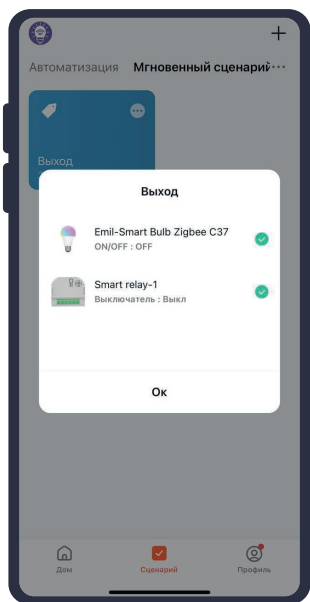 Автоматизация Мгновенный сценарий ...
Выход
Выход
Emil-Smart Bulb Zigbee C37
ON/OFF : OFF
Smart relay-1
Выключатель : Выкл
Ок
Дом Сценарий Профиль